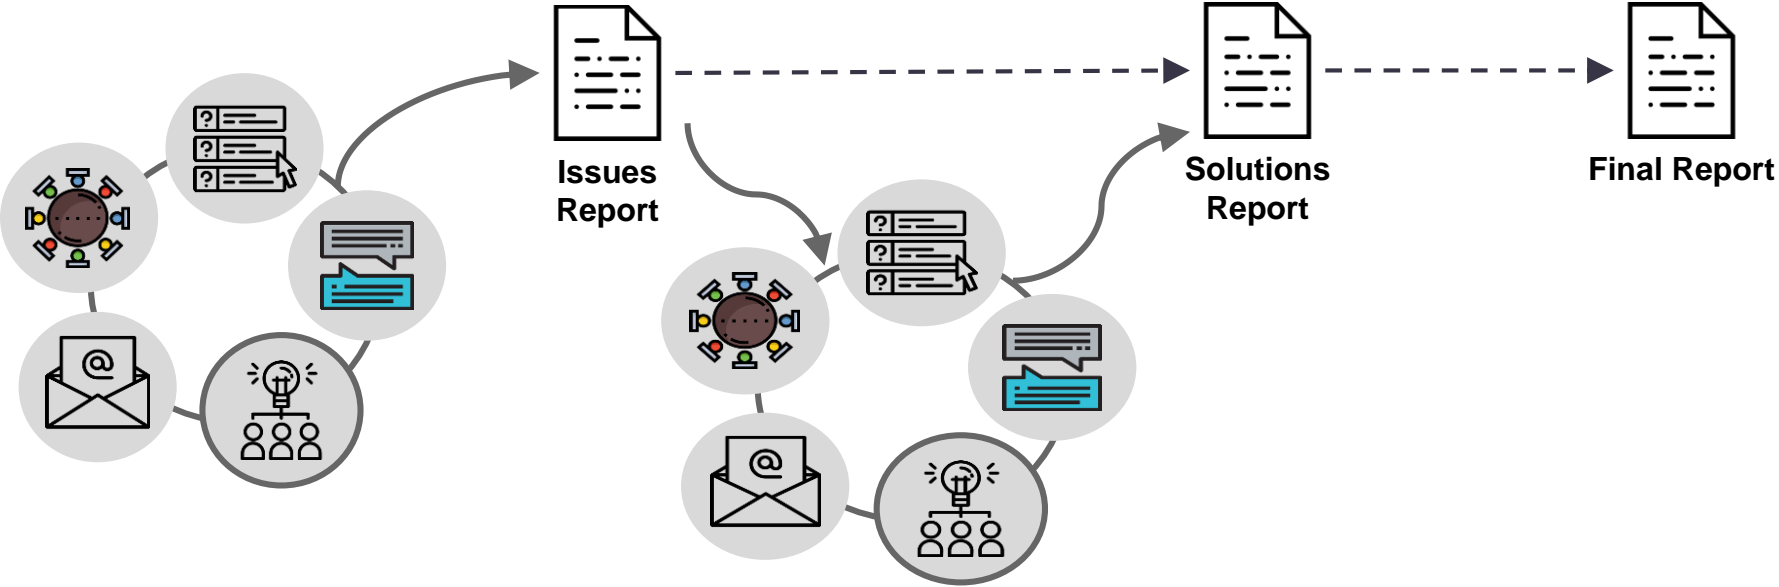 Issues
Report
Solutions
Report
Final Report
?
?
?
@
?
?
?
@